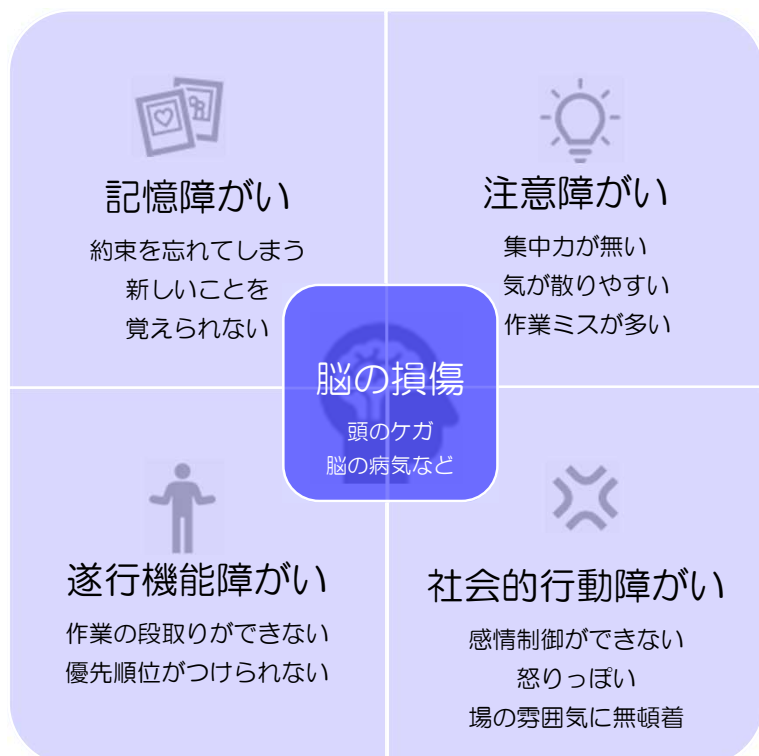 記憶障がい
約束を忘れてしまう
新しいことを
覚えられない
注意障がい
集中力が無い
気が散りやすい
作業ミスが多い
脳の損傷
頭のケガ
脳の病気など
遂行機能障がい
作業の段取りができない
優先順位がつけられない
社会的行動障がい
感情制御ができない
怒りっぽい
場の雰囲気に無頓着